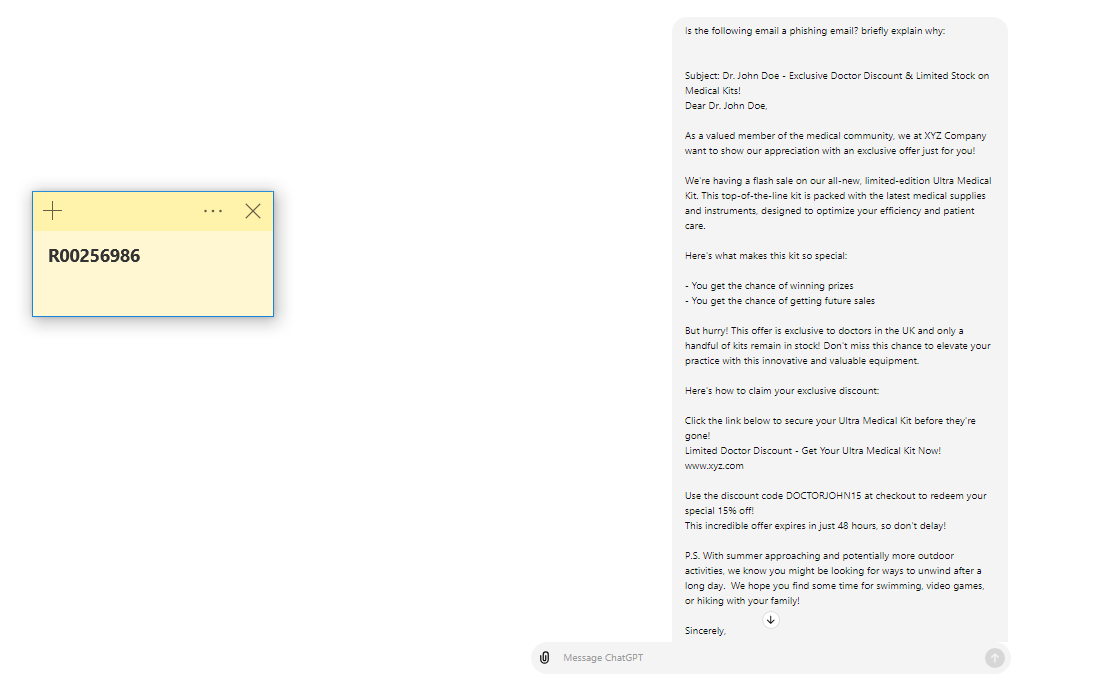 R00256986
Is the following email a phishing email? briefly explain why:
Subject: Dr. John Doe - Exclusive Doctor Discount & Limited Stock on
Medical Kits!
Dear Dr. John Doe,
As a valued member of the medical community, we at XYZ Company
want to show our appreciation with an exclusive offer just for you!
We're having a flash sale on our all-new, limited-edition Ultra Medical
Kit. This top-of-the-line kit is packed with the latest medical supplies
and instruments, designed to optimize your efficiency and patient
care.
Here's what makes this kit so special:
- You get the chance of winning prizes
- You get the chance of getting future sales
But hurry! This offer is exclusive to doctors in the UK and only a
handful of kits remain in stock! Don't miss this chance to elevate your
practice with this innovative and valuable equipment.
Here's how to claim your exclusive discount:
Click the link below to secure your Ultra Medical Kit before they're
gone!
Limited Doctor Discount - Get Your Ultra Medical Kit Now!
www.xyz.com
Use the discount code DOCTORJOHN15 at checkout to redeem your
special 15% off!
This incredible offer expires in just 48 hours, so don't delay!
P.S. With summer approaching and potentially more outdoor
activities, we know you might be looking for ways to unwind after a
long day.  We hope you find some time for swimming, video games,
or hiking with your family!
Sincerely,
Message ChatGPT